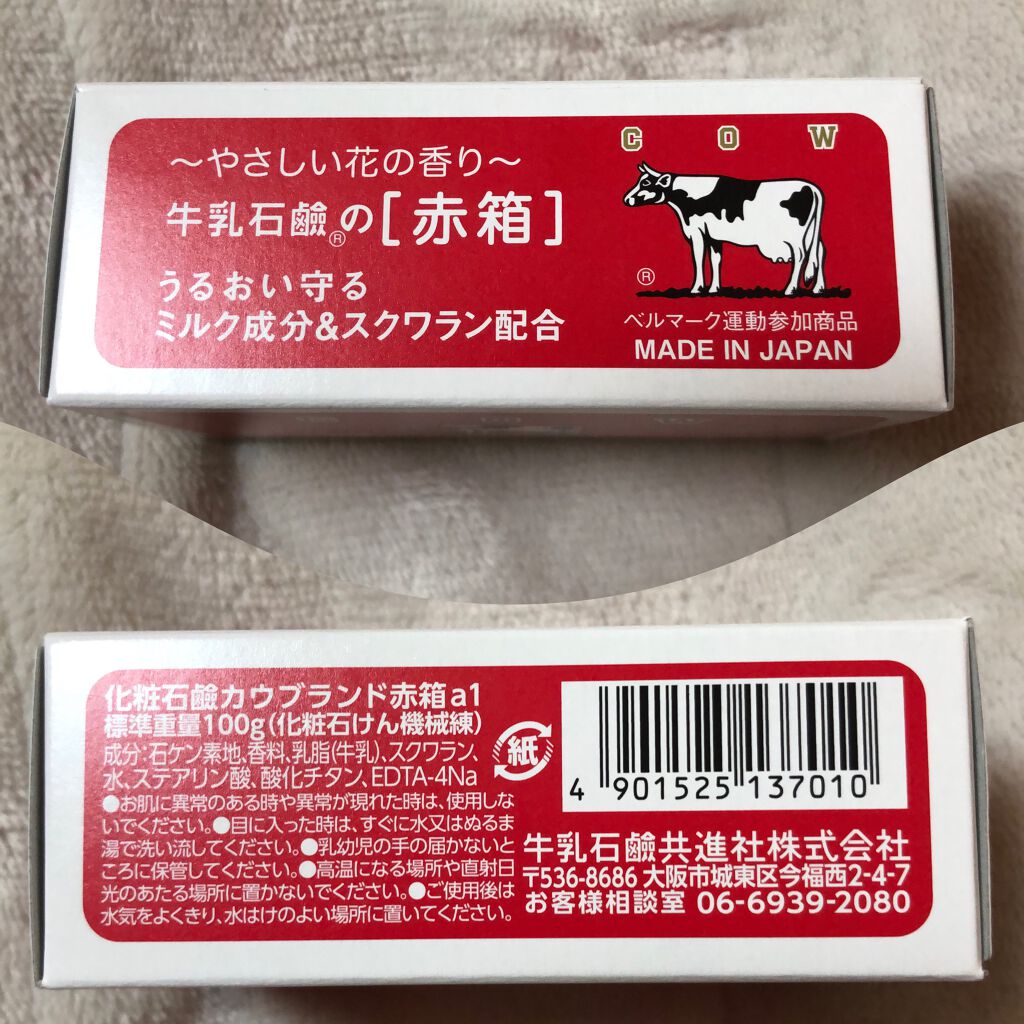 ～やさしい花の香り～
牛乳石鹼®の[赤箱]
うるおい守る
ミルク成分&スクワラン配合
COW
®
ベルマーク運動参加商品
MADE IN JAPAN
化粧石鹼カウブランド赤箱a1
標準重量100g(化粧石けん機械練)
成分:石ケン素地、香料、乳脂(牛乳)、スクワラン、
水、ステアリン酸、酸化チタン、EDTA-4Na
●お肌に異常のある時や異常が現れた時は、使用しな
いでください。●目に入った時は、すぐに水又はぬるま
湯で洗い流してください。●乳幼児の手の届かないと
ころに保管してください。●高温になる場所や直射日
光のあたる場所に置かないでください。●ご使用後は
水気をよくきり、水はけのよい場所に置いてください。
紙
4 901525 137010
牛乳石鹼共進社株式会社
〒536-8686 大阪市城東区今福西2-4-7
お客様相談室 06-6939-2080